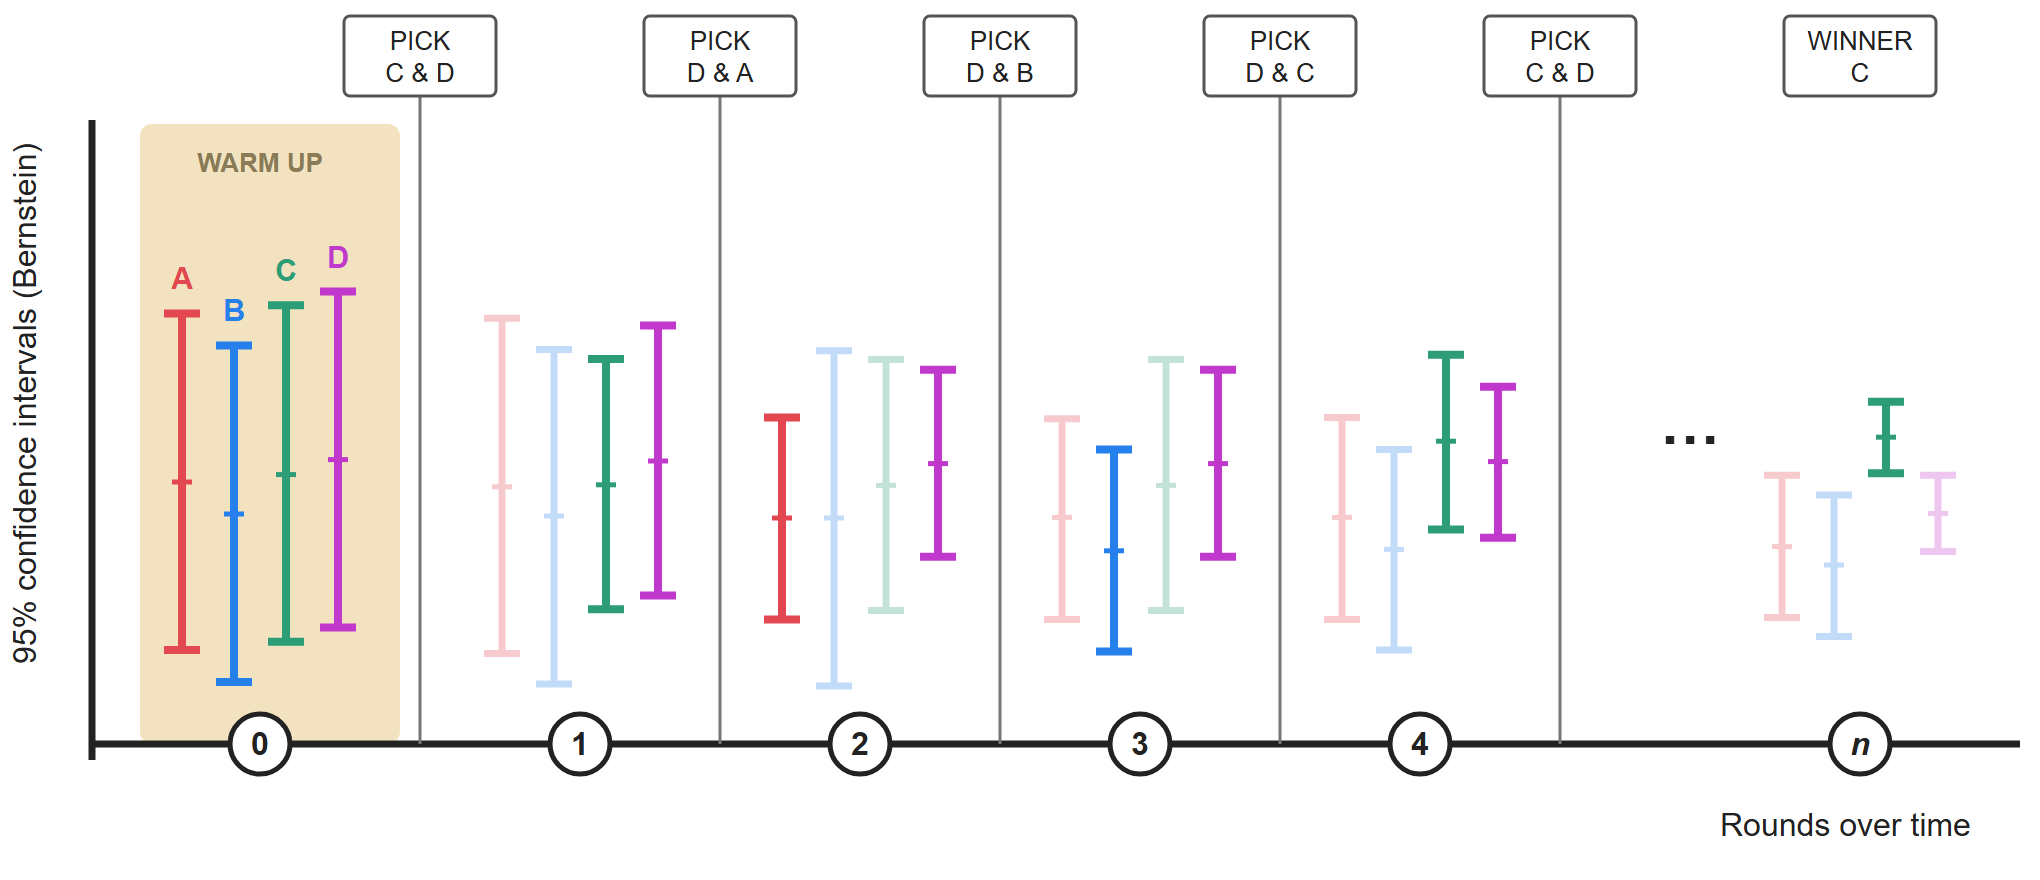 PICK
C & D
PICK
D & A
PICK
D & B
PICK
D & C
PICK
C & D
WINNER
C
95% confidence intervals (Bernstein)
WARM UP
A
B
C
D
...
0
1
2
3
4
n
Rounds over time